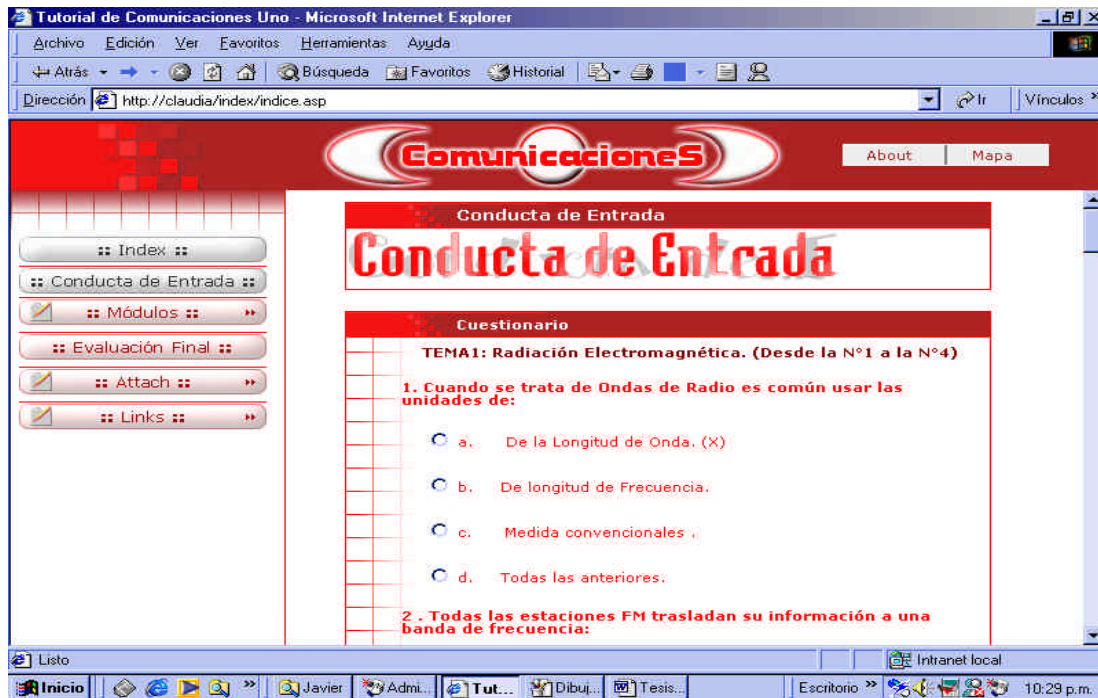 Tutorial de Comunicaciones Uno - Microsoft Internet Explorer
Archivo Edición Ver Favoritos Herramientas Ayuda
Atrás Búsqueda Favoritos Historial
Dirección http://claudia/index/indice.asp Ir Vínculos »
ComunicacioneS
About | Mapa
:: Index ::
:: Conducta de Entrada ::
:: Módulos ::
:: Evaluación Final ::
:: Attach ::
:: Links ::
Conducta de Entrada
Conducta de Entrada
Cuestionario
TEMA1: Radiación Electromagnética. (Desde la N°1 a la N°4)
1. Cuando se trata de Ondas de Radio es común usar las
unidades de:
a. De la Longitud de Onda. (X)
b. De longitud de Frecuencia.
c. Medida convencionales .
d. Todas las anteriores.
2 . Todas las estaciones FM trasladan su información a una
banda de frecuencia:
Listo Intranet local
Inicio » Javier Admi... Tut... Dibuj... Tesis... Escritorio » 10:29 p.m.